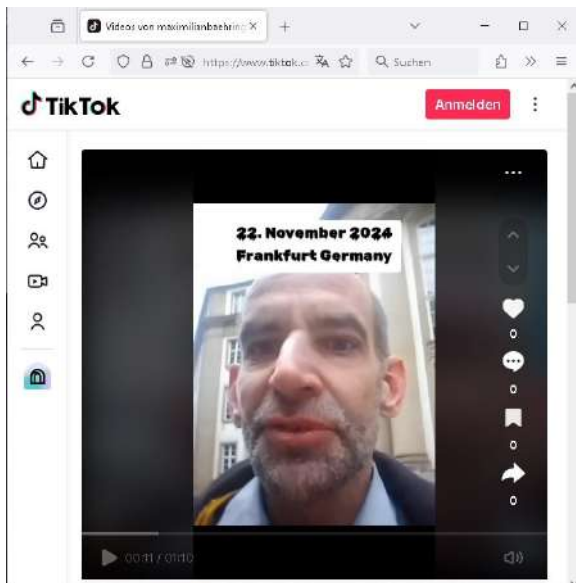 Videos von maximilianbaehring
https://www.tiktok.c
Suchen
TikTok
Anmelden
22. November 2024
Frankfurt Germany
0
0
0
0
00:11 / 01:10